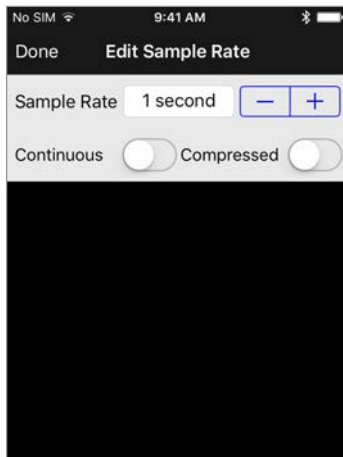 No SIM 9:41 AM
Done Edit Sample Rate
Sample Rate 1 second − +
Continuous Compressed